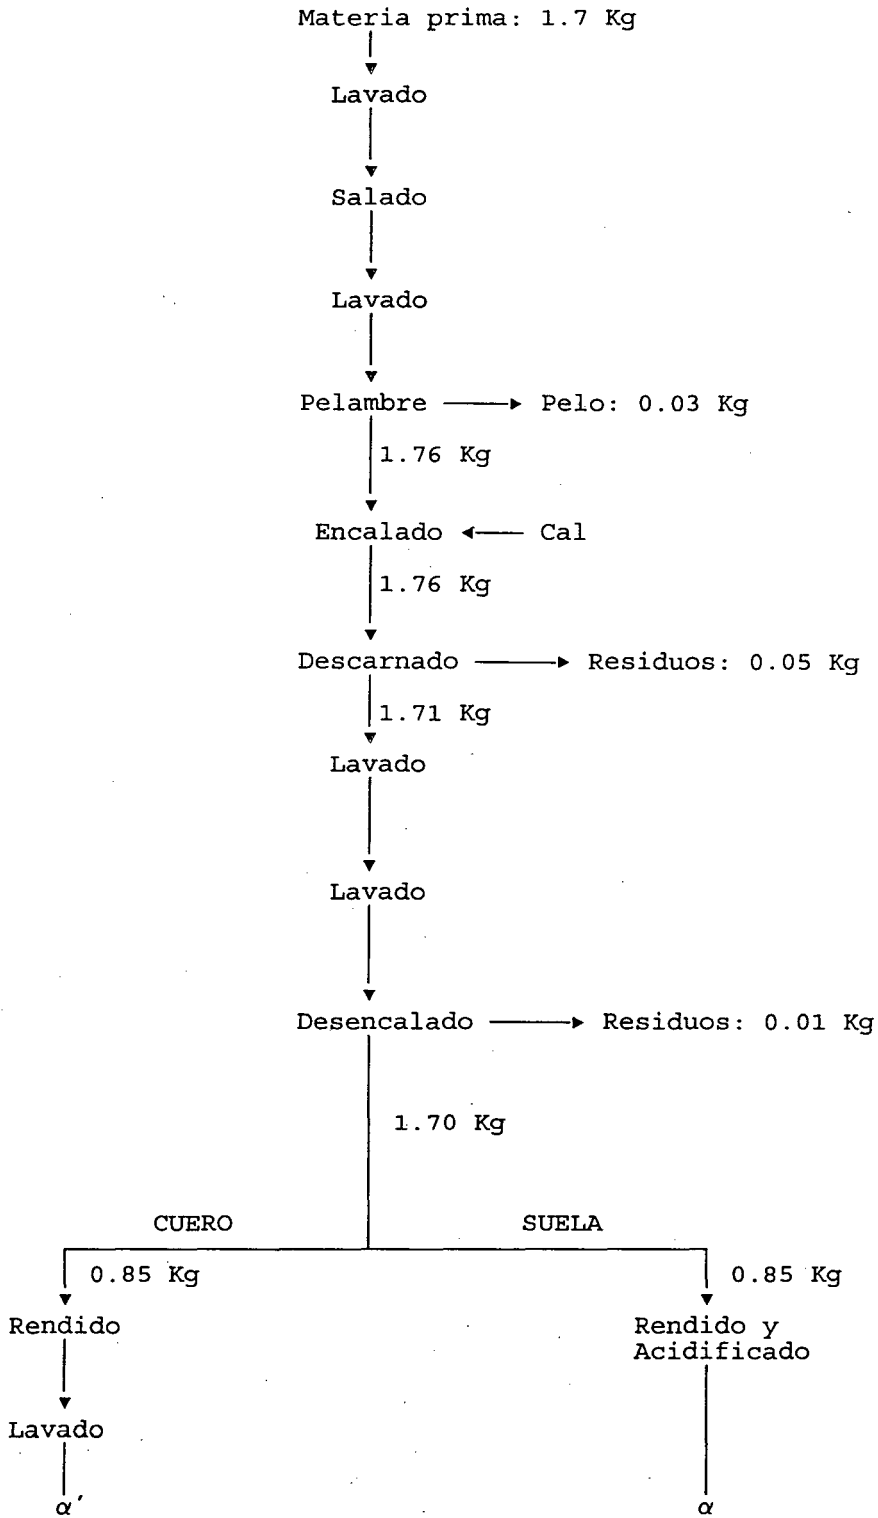 Materia prima: 1.7 Kg
Lavado
Salado
Lavado
Pelambre
Pelo: 0.03 Kg
1.76 Kg
Encalado
Cal
1.76 Kg
Descarnado
Residuos: 0.05 Kg
1.71 Kg
Lavado
Lavado
Desencalado
Residuos: 0.01 Kg
1.70 Kg
CUERO
SUELA
0.85 Kg
0.85 Kg
Rendido
Rendido y
Acidificado
Lavado
α'
α